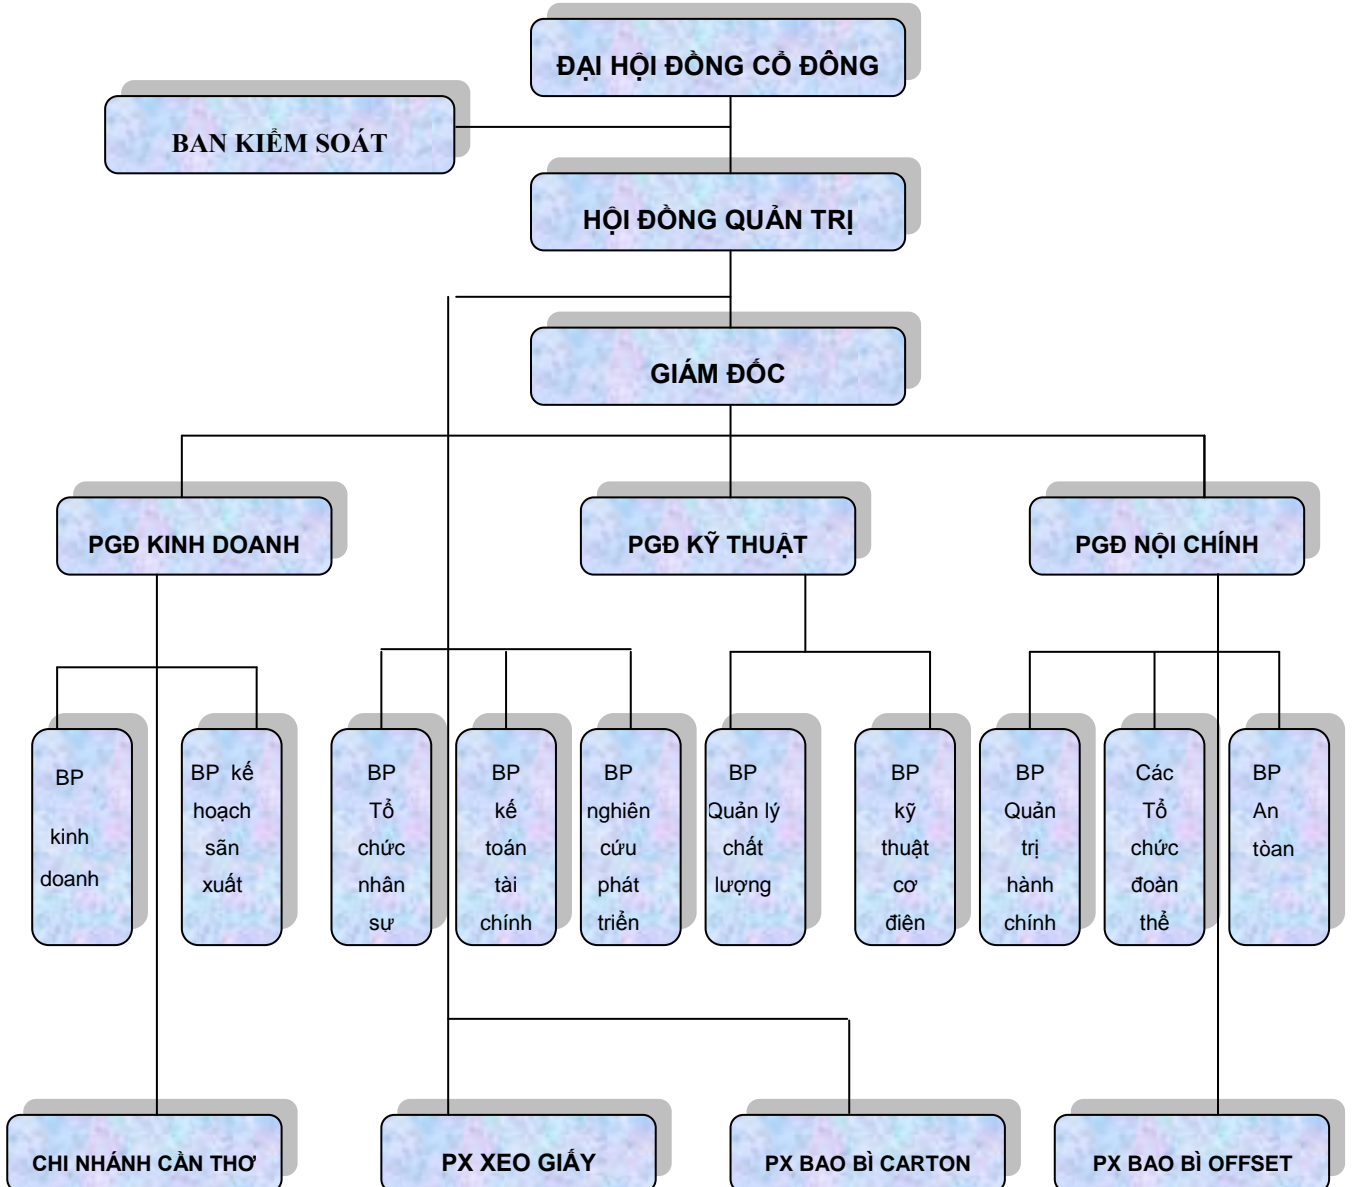 ĐẠI HỘI ĐỒNG CỔ ĐÔNG
BAN KIỂM SOÁT
HỘI ĐỒNG QUẢN TRỊ
GIÁM ĐỐC
PGĐ KINH DOANH
PGĐ KỸ THUẬT
PGĐ NỘI CHÍNH
BP
kinh
doanh
BP kế
hoạch
sãn
xuất
BP
Tổ
chức
nhân
sự
BP
kế
toán
tài
chính
BP
nghiên
cứu
phát
triển
BP
Quản lý
chất
lượng
BP
kỹ
thuật
cơ
điện
BP
Quản
trị
hành
chính
Các
Tổ
chức
đoàn
thể
BP
An
tòan
CHI NHÁNH CẦN THƠ
PX XEO GIẤY
PX BAO BÌ CARTON
PX BAO BÌ OFFSET